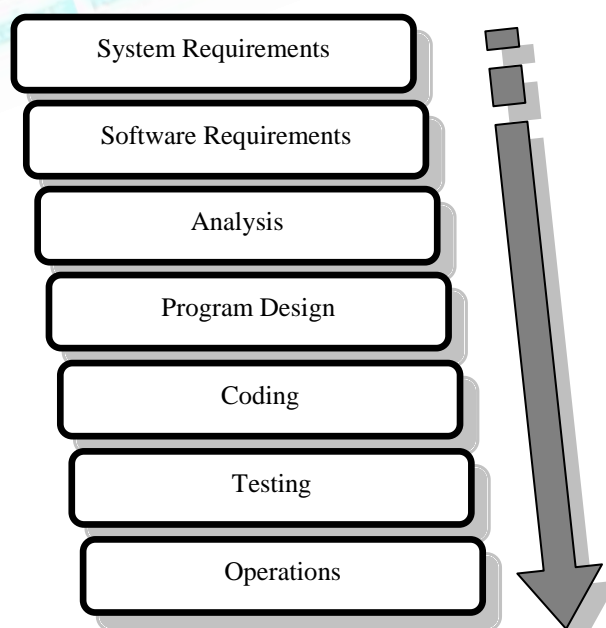 System Requirements
Software Requirements
Analysis
Program Design
Coding
Testing
Operations